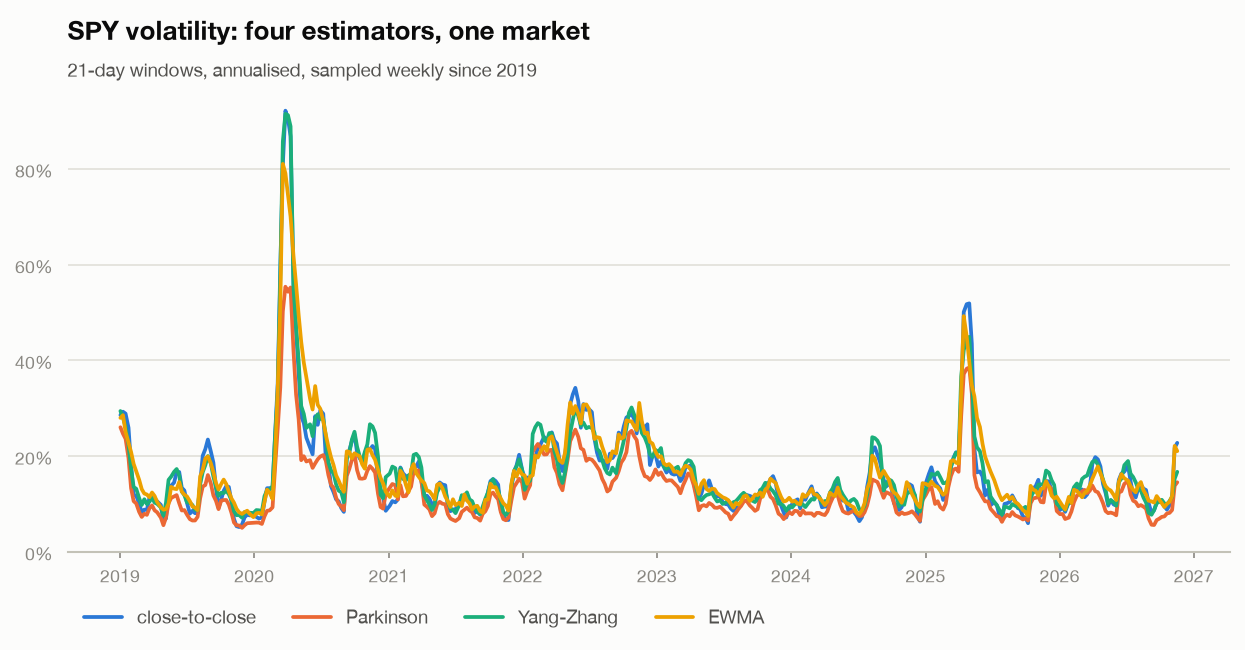 SPY volatility: four estimators, one market
21-day windows, annualised, sampled weekly since 2019
80%
60%
40%
20%
0%
2019 2020 2021 2022 2023 2024 2025 2026 2027
close-to-close Parkinson Yang-Zhang EWMA